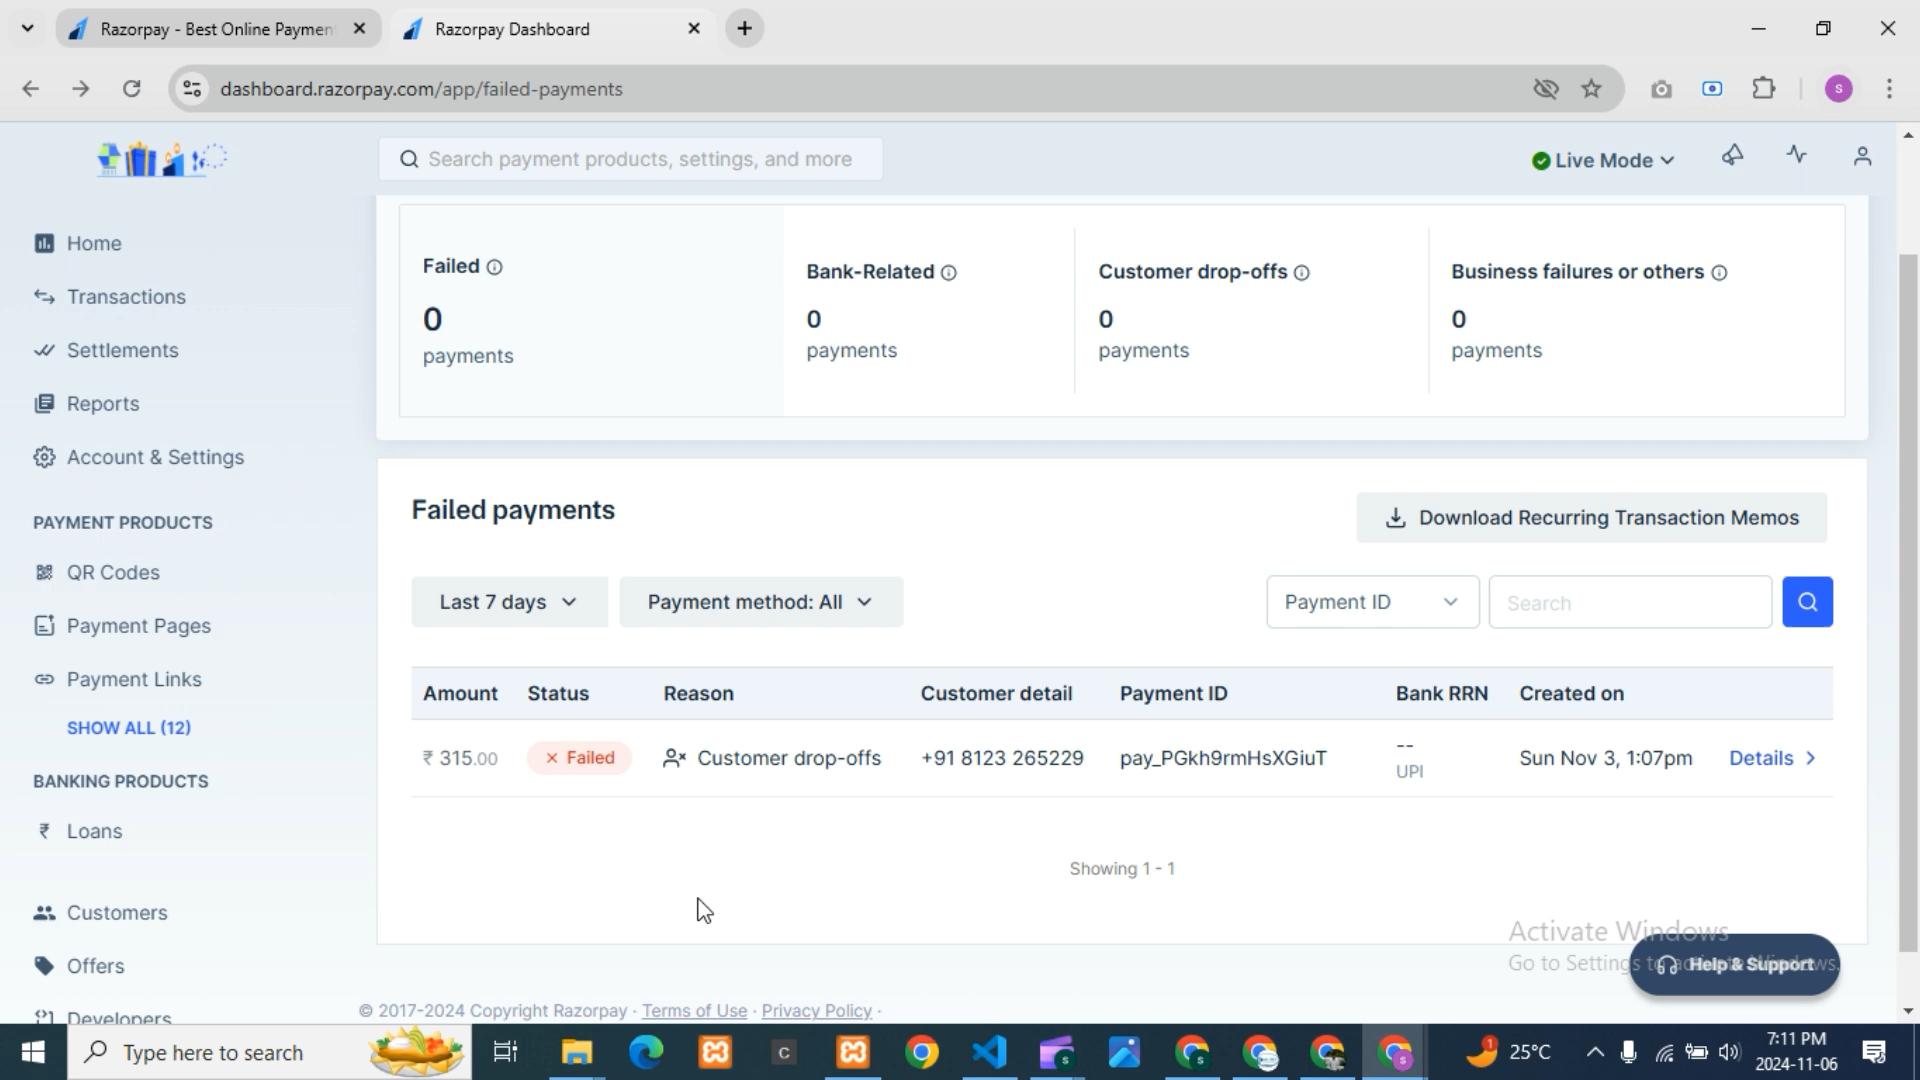 Razorpay - Best Online Paymen
Razorpay Dashboard
dashboard.razorpay.com/app/failed-payments
S
Search payment products, settings, and more
Live Mode
Home
Transactions
Settlements
Reports
Account & Settings
PAYMENT PRODUCTS
QR Codes
Payment Pages
Payment Links
SHOW ALL (12)
BANKING PRODUCTS
Loans
Customers
Offers
Developers
Failed
0
payments
Bank-Related
0
payments
Customer drop-offs
0
payments
Business failures or others
0
payments
Failed payments
Download Recurring Transaction Memos
Last 7 days
Payment method: All
Payment ID
Search
Amount Status Reason Customer detail Payment ID Bank RRN Created on
₹ 315.00 Failed Customer drop-offs +91 8123 265229 pay_PGkh9rmHsXGiuT -- UPI Sun Nov 3, 1:07pm Details
Showing 1 - 1
Activate Windows
Go to Settings to activate Windows.
Help & Support
© 2017-2024 Copyright Razorpay · Terms of Use · Privacy Policy ·
Type here to search
25°C
7:11 PM
2024-11-06